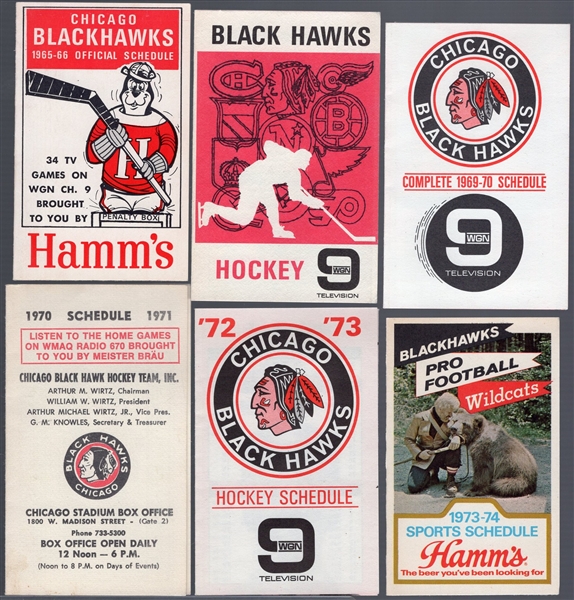 CHICAGO
BLACKHAWKS
1965-66 OFFICIAL SCHEDULE
H
34 TV
GAMES ON
WGN CH. 9
BROUGHT
TO YOU BY
PENALTY BOX
Hamm's
BLACK HAWKS
HOCKEY
9
WGN
TELEVISION
CHICAGO
BLACK HAWKS
COMPLETE 1969-70 SCHEDULE
9
WGN
TELEVISION
1970 SCHEDULE 1971
LISTEN TO THE HOME GAMES
ON WMAQ RADIO 670 BROUGHT
TO YOU BY MEISTER BRÄU
CHICAGO BLACK HAWK HOCKEY TEAM, INC.
ARTHUR M. WIRTZ, Chairman
WILLIAM W. WIRTZ, President
ARTHUR MICHAEL WIRTZ, JR., Vice Pres.
G. M. KNOWLES, Secretary & Treasurer
BLACK HAWKS
CHICAGO
CHICAGO STADIUM BOX OFFICE
1800 W. MADISON STREET - (Gate 2)
Phone 733-5300
BOX OFFICE OPEN DAILY
12 Noon — 6 P.M.
(Noon to 8 P.M. on Days of Events)
'72 '73
CHICAGO
BLACK HAWKS
HOCKEY SCHEDULE
9
WGN
TELEVISION
BLACKHAWKS
PRO
FOOTBALL
Wildcats
1973-74
SPORTS SCHEDULE
Hamm's
The beer you've been looking for